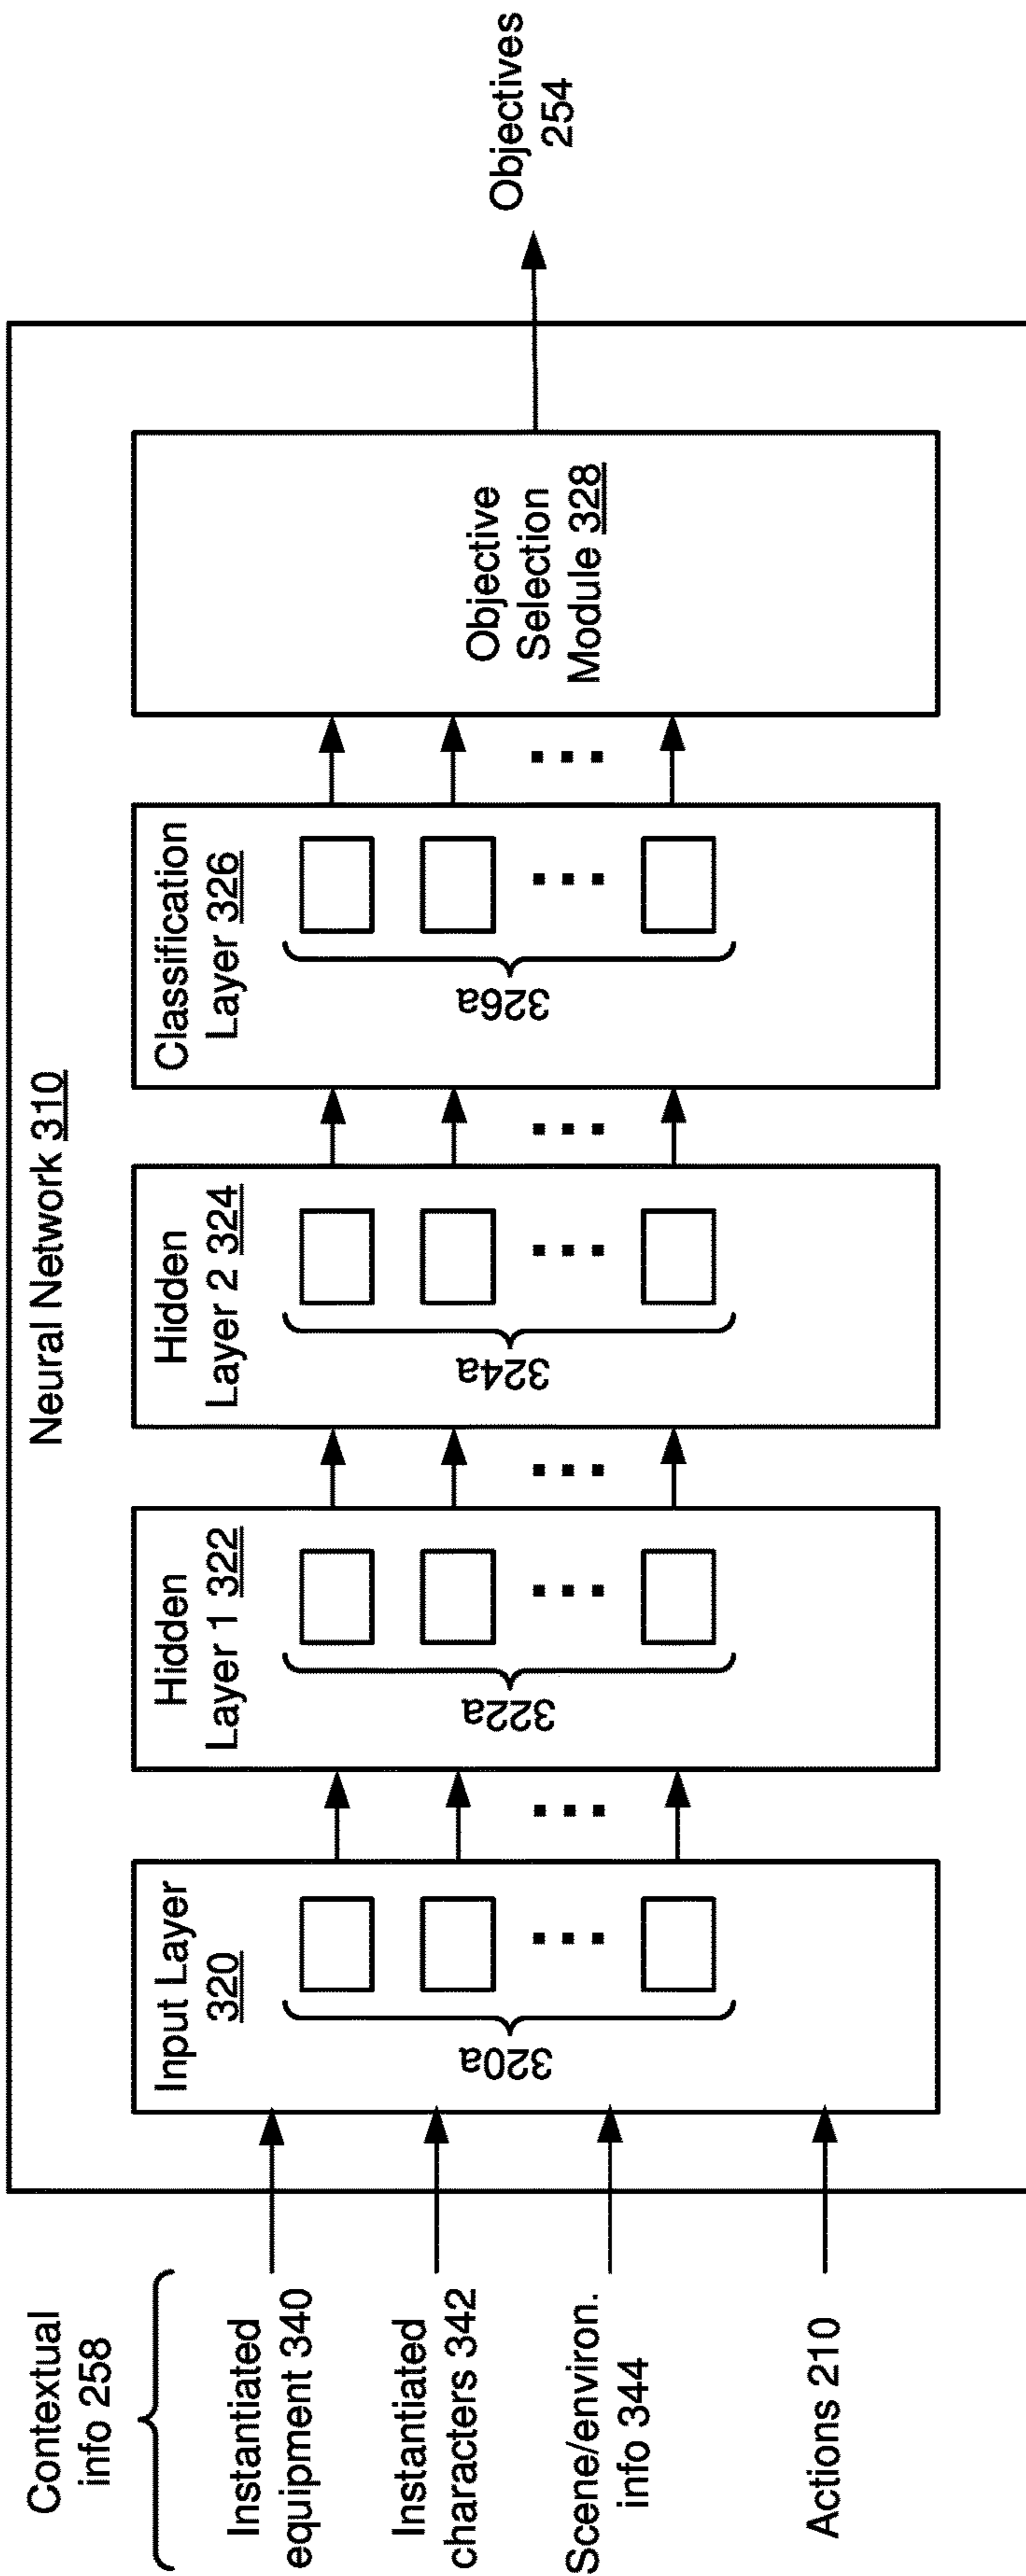 Neural Network 310
Contextual
info 258
Instantiated
equipment 340
Instantiated
characters 342
Scene/environ.
info 344
Actions 210
Input Layer
320
320a
Hidden
Layer 1 322
322a
Hidden
Layer 2 324
324a
Classification
Layer 326
326a
Objective
Selection
Module 328
Objectives
254